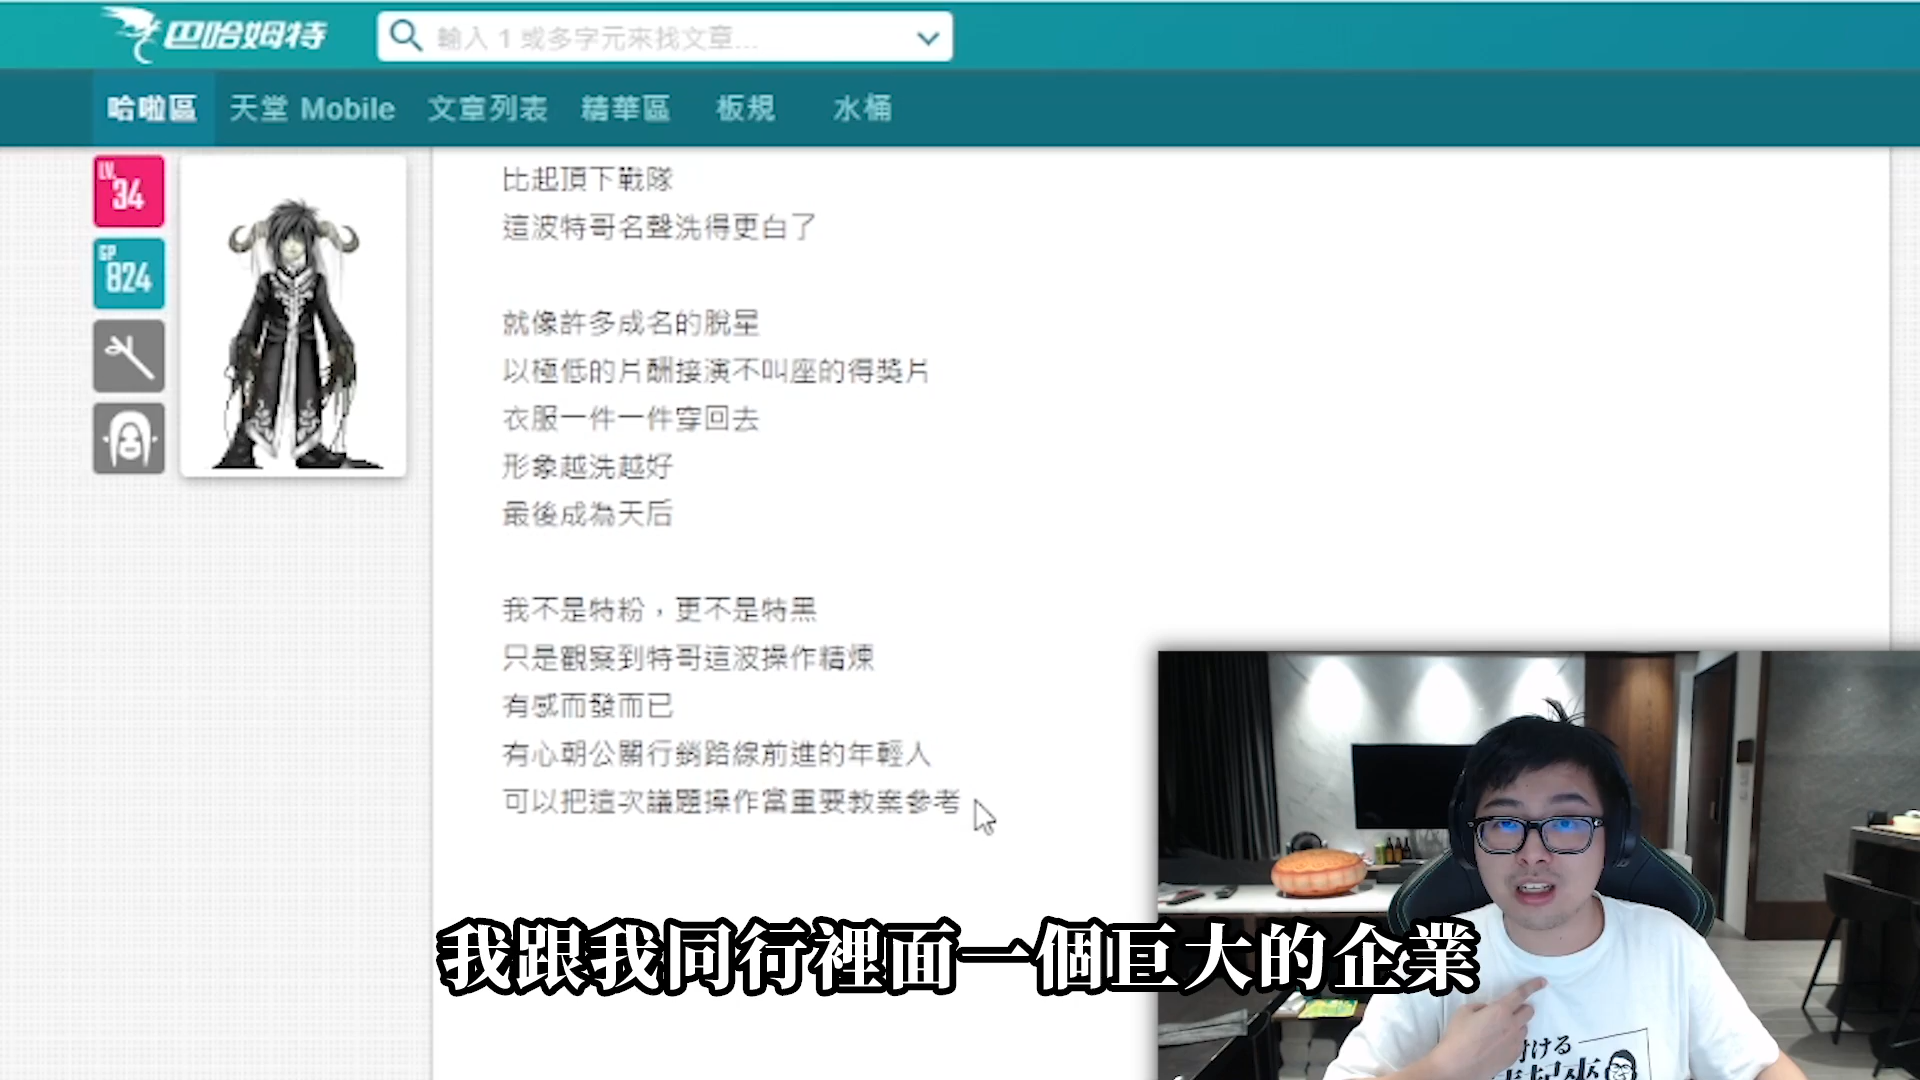 巴哈姆特
輸入 1 或多字元來找文章...
哈啦區 天堂 Mobile 文章列表 精華區 板規 水桶
LV. 34
GP 824
比起頂下戰隊
這波特哥名聲洗得更白了
就像許多成名的脫星
以極低的片酬接演不叫座的得獎片
衣服一件一件穿回去
形象越洗越好
最後成為天后
我不是特粉，更不是特黑
只是觀察到特哥這波操作精煉
有感而發而已
有心朝公關行銷路線前進的年輕人
可以把這次議題操作當重要教案參考
我跟我同行裡面一個巨大的企業
付ける